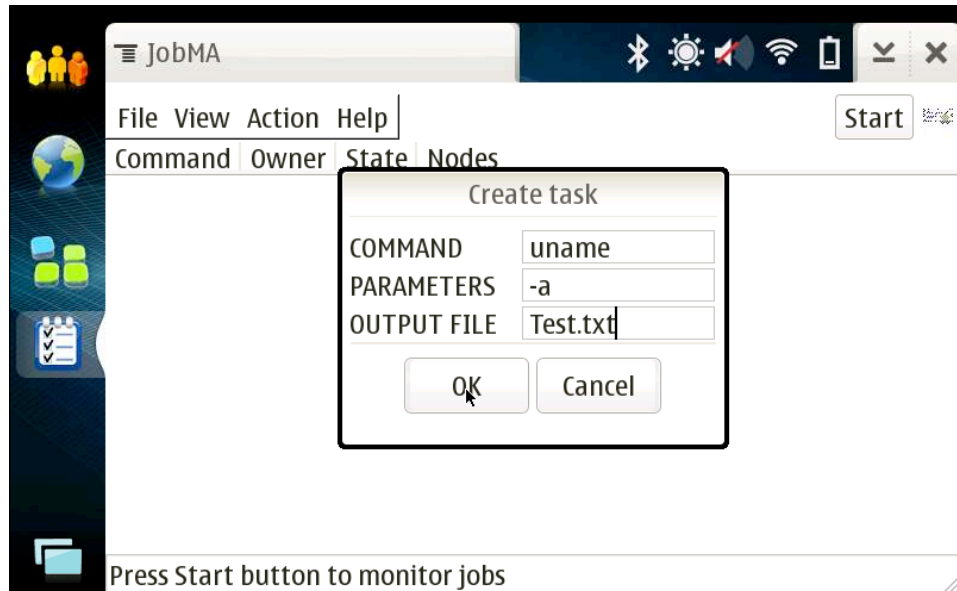 JobMA
File View Action Help
Start
Command Owner State Nodes
Create task
COMMAND uname
PARAMETERS -a
OUTPUT FILE Test.txt
OK Cancel
Press Start button to monitor jobs